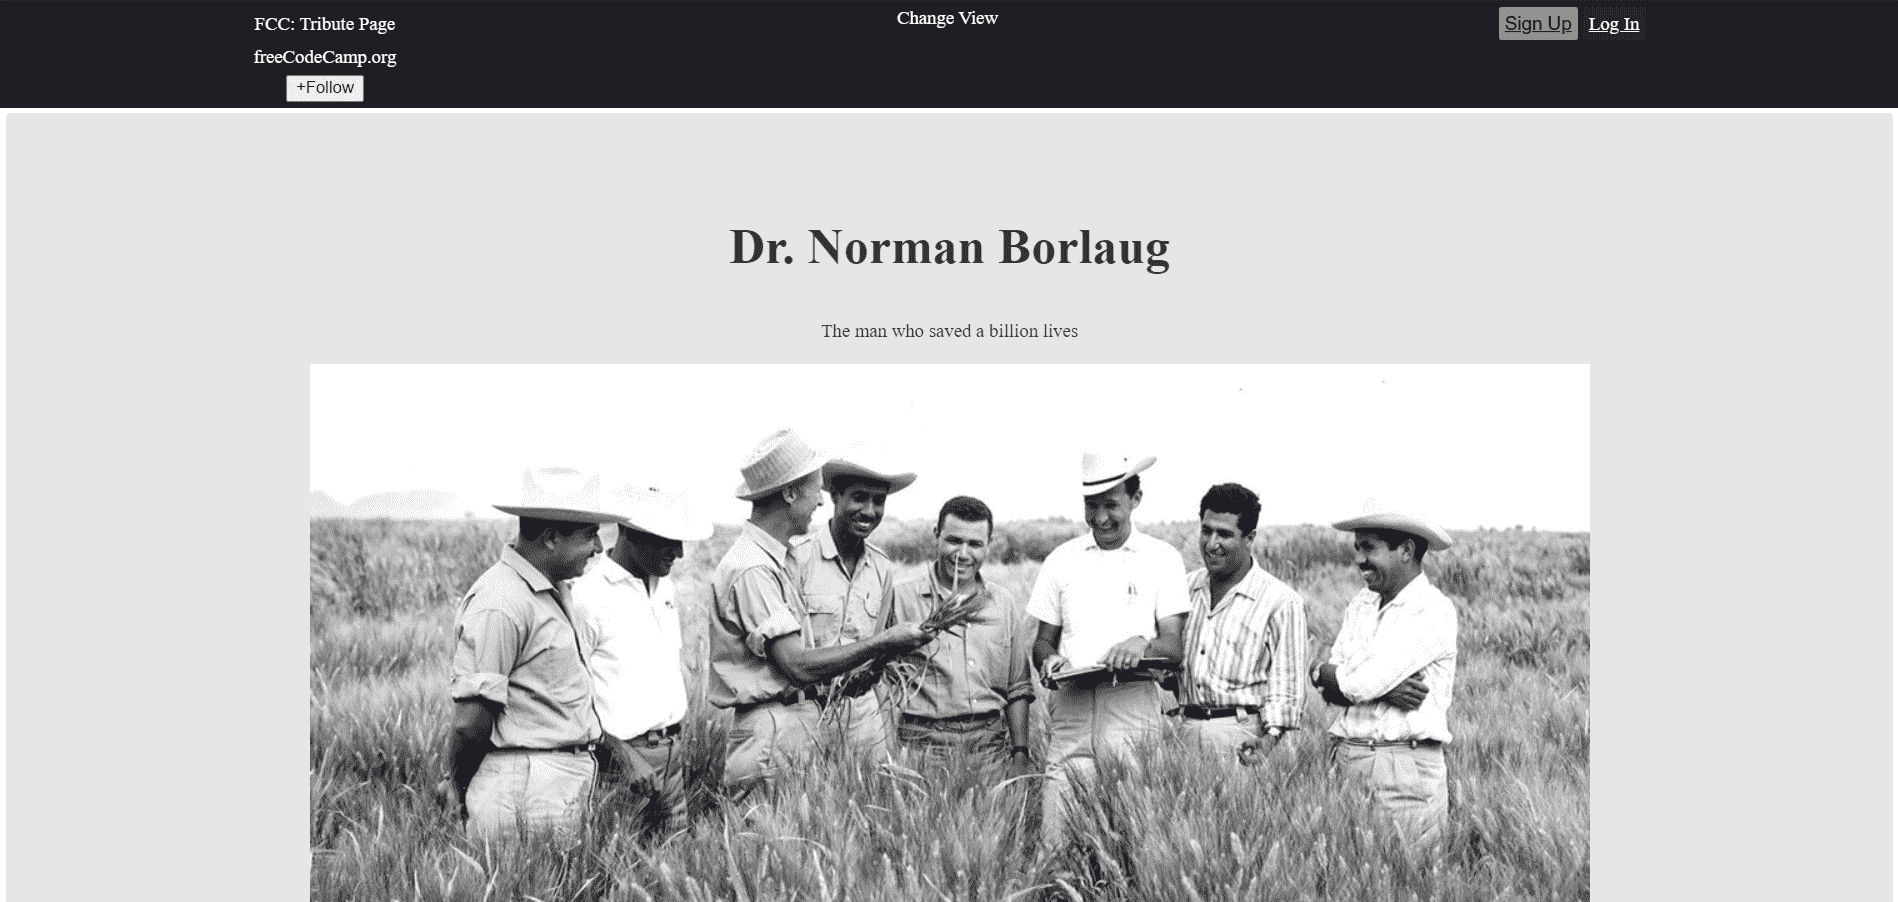 FCC: Tribute Page
freeCodeCamp.org
+Follow
Change View
Sign Up
Log In
Dr. Norman Borlaug
The man who saved a billion lives